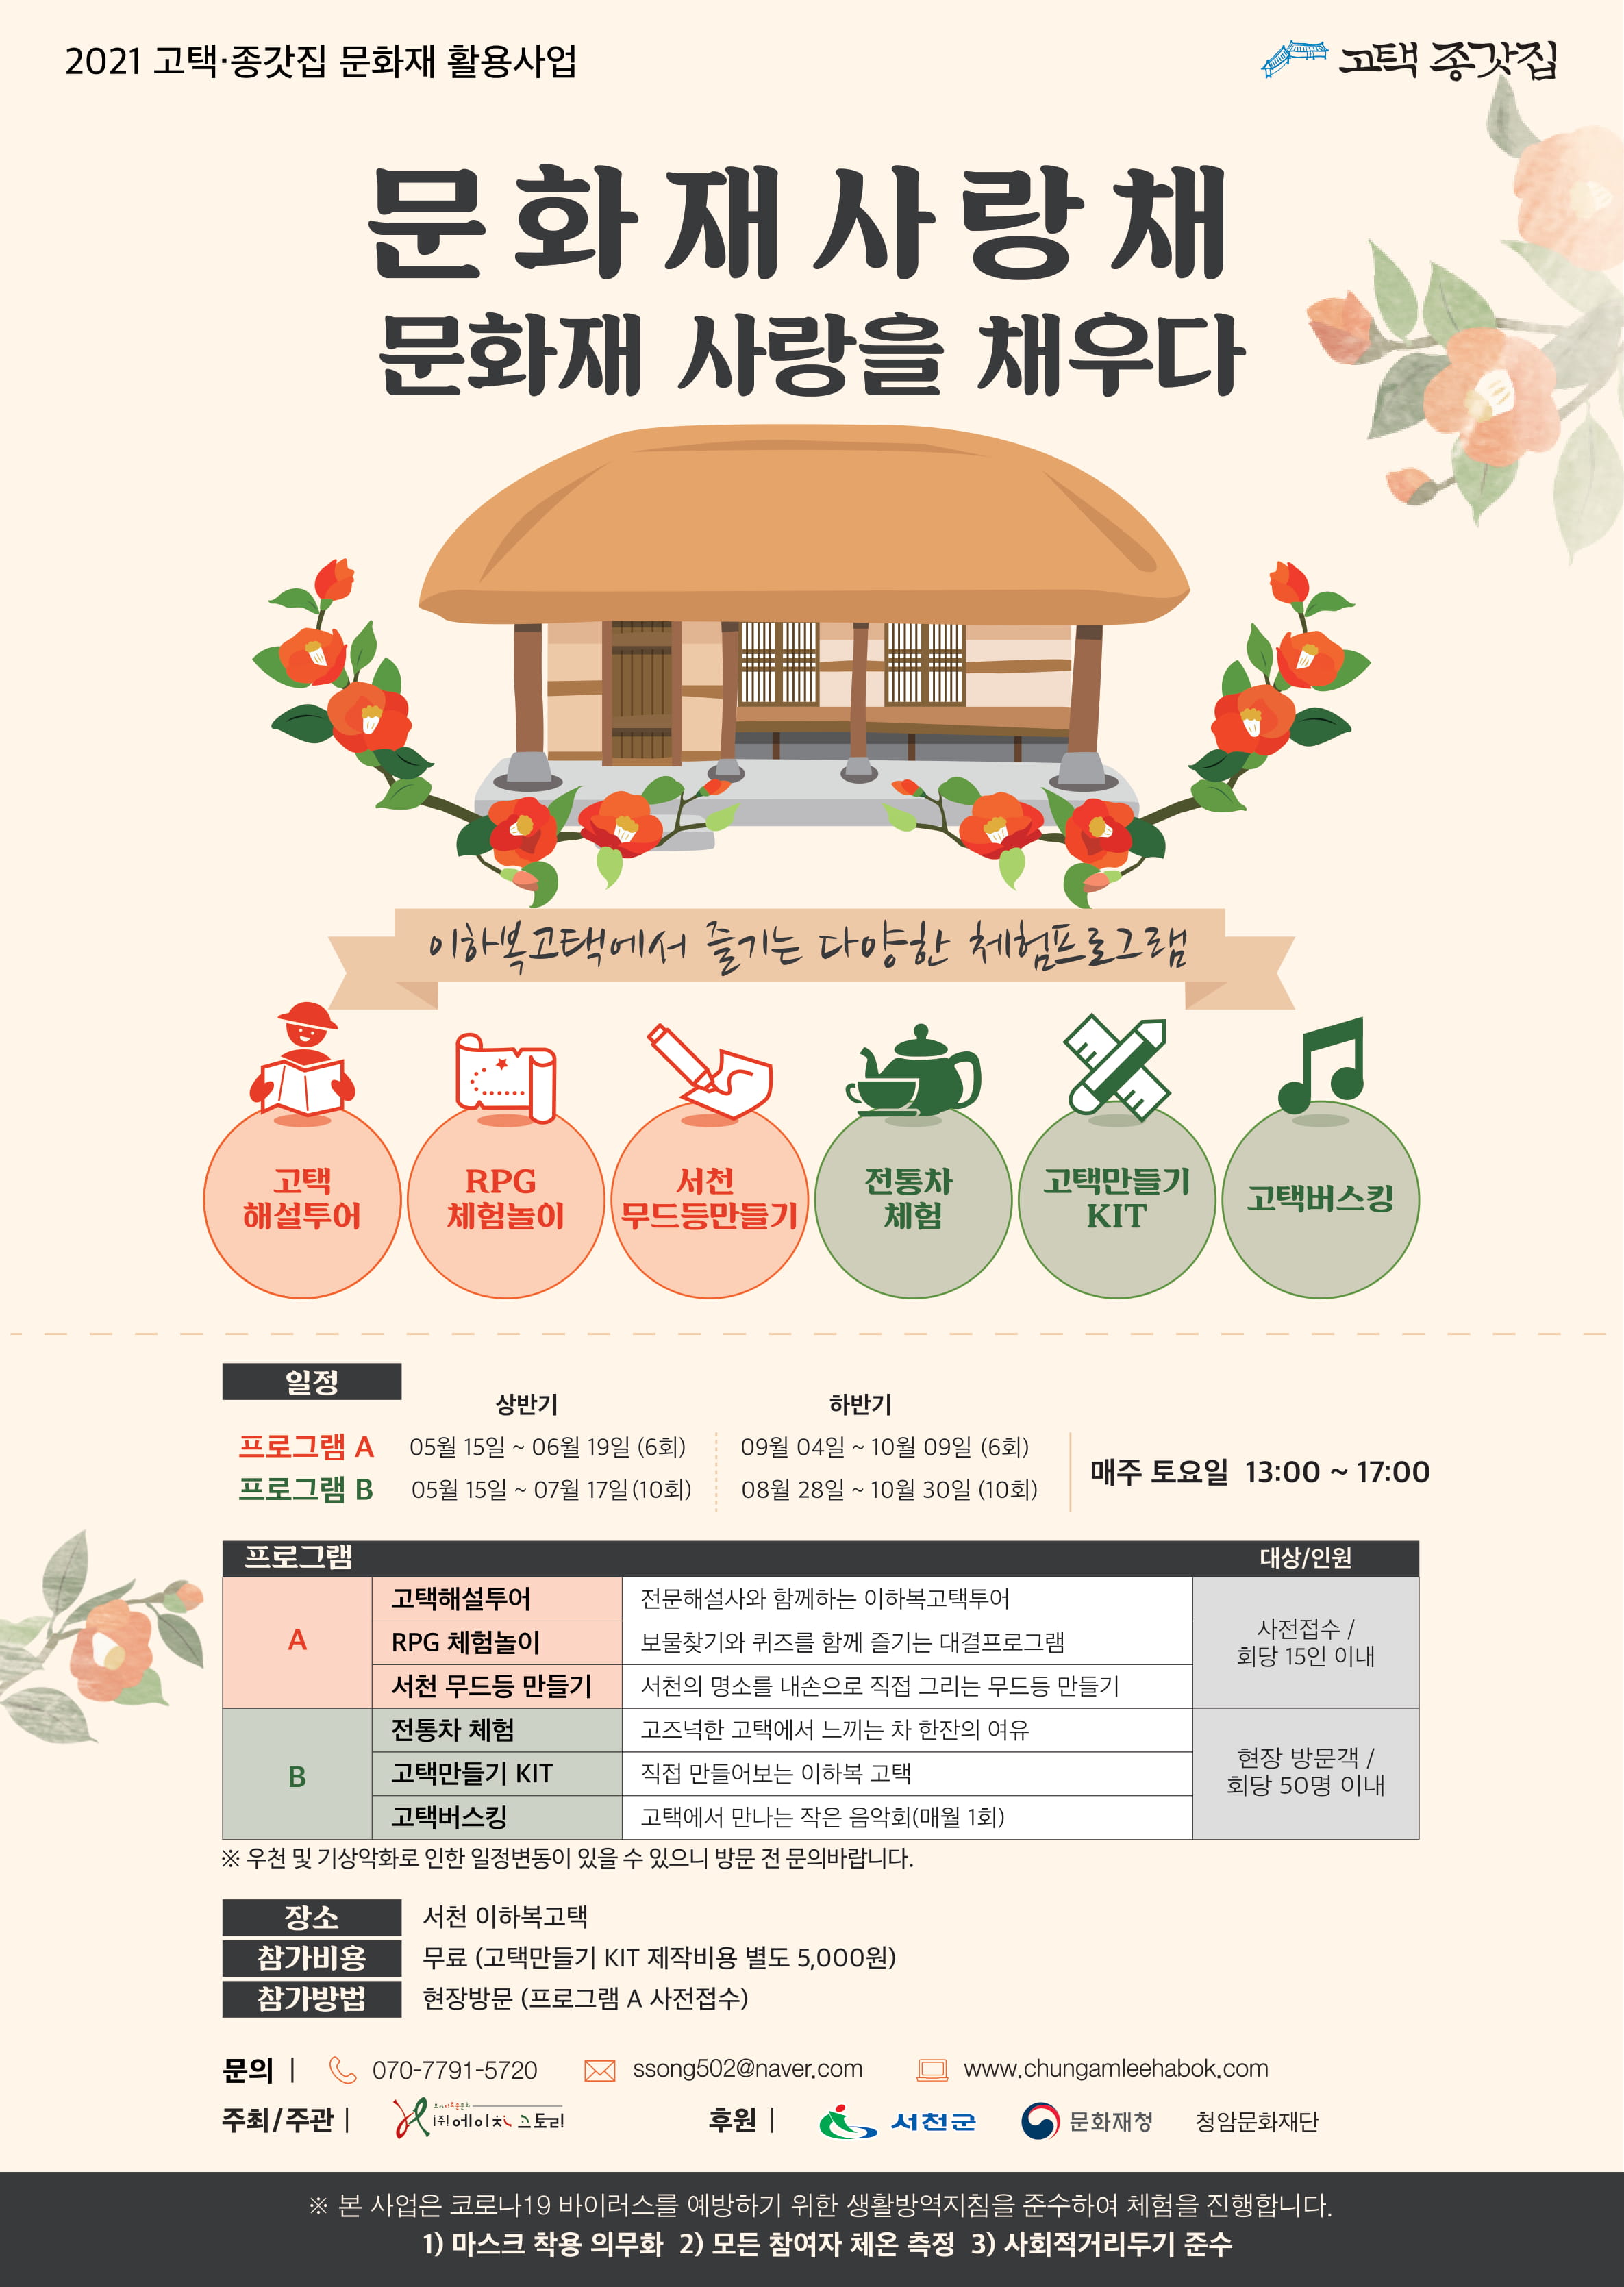 2021 고택·종갓집 문화재 활용사업
고택 종갓집
문화재사랑채
문화재 사랑을 채우다
이하복고택에서 즐기는 다양한 체험프로그램
고택
해설투어
RPG
체험놀이
서천
무드등만들기
전통차
체험
고택만들기
KIT
고택버스킹
일정
상반기 하반기
프로그램 A 05월 15일 ~ 06월 19일 (6회) 09월 04일 ~ 10월 09일 (6회)
프로그램 B 05월 15일 ~ 07월 17일(10회) 08월 28일 ~ 10월 30일 (10회)
매주 토요일 13:00 ~ 17:00
프로그램 대상/인원
A
고택해설투어 전문해설사와 함께하는 이하복고택투어
RPG 체험놀이 보물찾기와 퀴즈를 함께 즐기는 대결프로그램
서천 무드등 만들기 서천의 명소를 내손으로 직접 그리는 무드등 만들기
사전접수 /
회당 15인 이내
B
전통차 체험 고즈넉한 고택에서 느끼는 차 한잔의 여유
고택만들기 KIT 직접 만들어보는 이하복 고택
고택버스킹 고택에서 만나는 작은 음악회(매월 1회)
현장 방문객 /
회당 50명 이내
※ 우천 및 기상악화로 인한 일정변동이 있을 수 있으니 방문 전 문의바랍니다.
장소 서천 이하복고택
참가비용 무료 (고택만들기 KIT 제작비용 별도 5,000원)
참가방법 현장방문 (프로그램 A 사전접수)
문의 | 070-7791-5720 ssong502@naver.com www.chungamleehabok.com
주최/주관 | (주)에이치스토리 후원 | 서천군 문화재청 청암문화재단
※ 본 사업은 코로나19 바이러스를 예방하기 위한 생활방역지침을 준수하여 체험을 진행합니다.
1) 마스크 착용 의무화 2) 모든 참여자 체온 측정 3) 사회적거리두기 준수